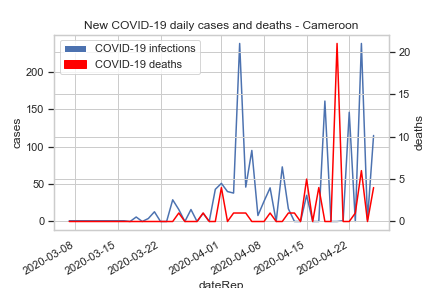 New COVID-19 daily cases and deaths - Cameroon
COVID-19 infections
COVID-19 deaths
200
150
100
50
0
cases
20
15
10
5
0
deaths
2020-03-08
2020-03-15
2020-03-22
2020-04-01
2020-04-08
2020-04-15
2020-04-22
dateRep